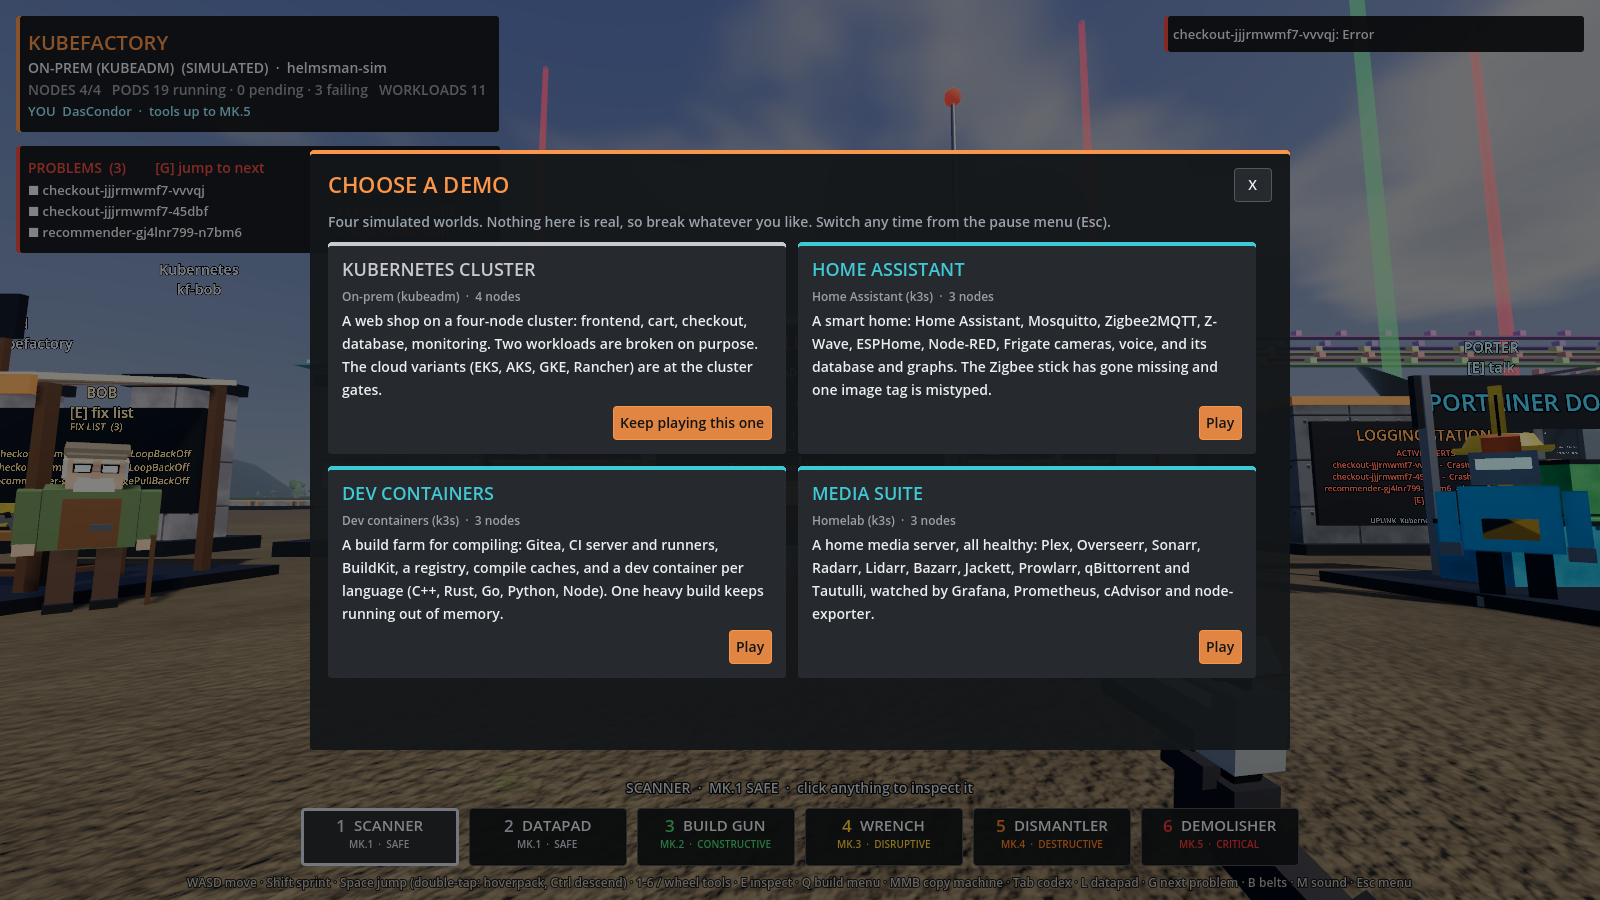 KUBEFACTORY
ON-PREM (KUBEADM) (SIMULATED) · helmsman-sim
NODES 4/4 PODS 19 running · 0 pending · 3 failing WORKLOADS 11
YOU DasCondor · tools up to MK.5
checkout-jjjrmwmf7-vvvqj: Error
PROBLEMS (3) [G] jump to next
■ checkout-jjjrmwmf7-vvvqj
■ checkout-jjjrmwmf7-45dbf
■ recommender-gj4lnr799-n7bm6
CHOOSE A DEMO
X
Four simulated worlds. Nothing here is real, so break whatever you like. Switch any time from the pause menu (Esc).
KUBERNETES CLUSTER
On-prem (kubeadm) · 4 nodes
A web shop on a four-node cluster: frontend, cart, checkout,
database, monitoring. Two workloads are broken on purpose.
The cloud variants (EKS, AKS, GKE, Rancher) are at the cluster
gates.
Keep playing this one
HOME ASSISTANT
Home Assistant (k3s) · 3 nodes
A smart home: Home Assistant, Mosquitto, Zigbee2MQTT, Z-
Wave, ESPHome, Node-RED, Frigate cameras, voice, and its
database and graphs. The Zigbee stick has gone missing and
one image tag is mistyped.
Play
DEV CONTAINERS
Dev containers (k3s) · 3 nodes
A build farm for compiling: Gitea, CI server and runners,
BuildKit, a registry, compile caches, and a dev container per
language (C++, Rust, Go, Python, Node). One heavy build keeps
running out of memory.
Play
MEDIA SUITE
Homelab (k3s) · 3 nodes
A home media server, all healthy: Plex, Overseerr, Sonarr,
Radarr, Lidarr, Bazarr, Jackett, Prowlarr, qBittorrent and
Tautulli, watched by Grafana, Prometheus, cAdvisor and node-
exporter.
Play
Kubernetes
kf-bob
BOB
[E] fix list
FIX LIST (3)
LoopBackOff
LoopBackOff
PORTER
[E] talk
LOGGING STATION
SCANNER · MK.1 SAFE · click anything to inspect it
1 SCANNER
MK.1 · SAFE
2 DATAPAD
MK.1 · SAFE
3 BUILD GUN
MK.2 · CONSTRUCTIVE
4 WRENCH
MK.3 · DISRUPTIVE
5 DISMANTLER
MK.4 · DESTRUCTIVE
6 DEMOLISHER
MK.5 · CRITICAL
WASD move · Shift sprint · Space jump (double-tap: hoverpack, Ctrl descend) · 1-6 / wheel tools · E inspect · Q build menu · MMB copy machine · Tab codex · L datapad · G next problem · B belts · M sound · Esc menu